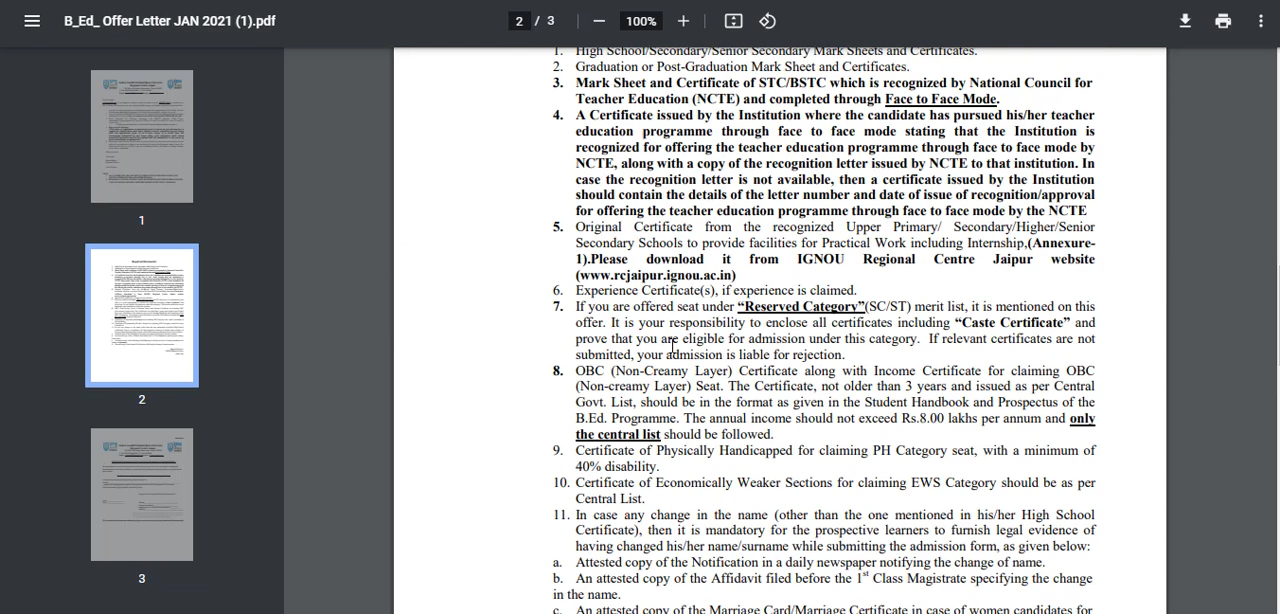 B_Ed_ Offer Letter JAN 2021 (1).pdf
2 / 3
100%
1
2
3
1. High School/Secondary/Senior Secondary Mark Sheets and Certificates.
2. Graduation or Post-Graduation Mark Sheet and Certificates.
3. Mark Sheet and Certificate of STC/BSTC which is recognized by National Council for
Teacher Education (NCTE) and completed through Face to Face Mode.
4. A Certificate issued by the Institution where the candidate has pursued his/her teacher
education programme through face to face mode stating that the Institution is
recognized for offering the teacher education programme through face to face mode by
NCTE, along with a copy of the recognition letter issued by NCTE to that institution. In
case the recognition letter is not available, then a certificate issued by the Institution
should contain the details of the letter number and date of issue of recognition/approval
for offering the teacher education programme through face to face mode by the NCTE
5. Original Certificate from the recognized Upper Primary/ Secondary/Higher/Senior
Secondary Schools to provide facilities for Practical Work including Internship,(Annexure-
1).Please download it from IGNOU Regional Centre Jaipur website
(www.rcjaipur.ignou.ac.in)
6. Experience Certificate(s), if experience is claimed.
7. If you are offered seat under “Reserved Category”(SC/ST) merit list, it is mentioned on this
offer. It is your responsibility to enclose all certificates including “Caste Certificate” and
prove that you are eligible for admission under this category. If relevant certificates are not
submitted, your admission is liable for rejection.
8. OBC (Non-Creamy Layer) Certificate along with Income Certificate for claiming OBC
(Non-creamy Layer) Seat. The Certificate, not older than 3 years and issued as per Central
Govt. List, should be in the format as given in the Student Handbook and Prospectus of the
B.Ed. Programme. The annual income should not exceed Rs.8.00 lakhs per annum and only
the central list should be followed.
9. Certificate of Physically Handicapped for claiming PH Category seat, with a minimum of
40% disability.
10. Certificate of Economically Weaker Sections for claiming EWS Category should be as per
Central List.
11. In case any change in the name (other than the one mentioned in his/her High School
Certificate), then it is mandatory for the prospective learners to furnish legal evidence of
having changed his/her name/surname while submitting the admission form, as given below:
a. Attested copy of the Notification in a daily newspaper notifying the change of name.
b. An attested copy of the Affidavit filed before the 1st Class Magistrate specifying the change
in the name.
c. An attested copy of the Marriage Card/Marriage Certificate in case of women candidates for